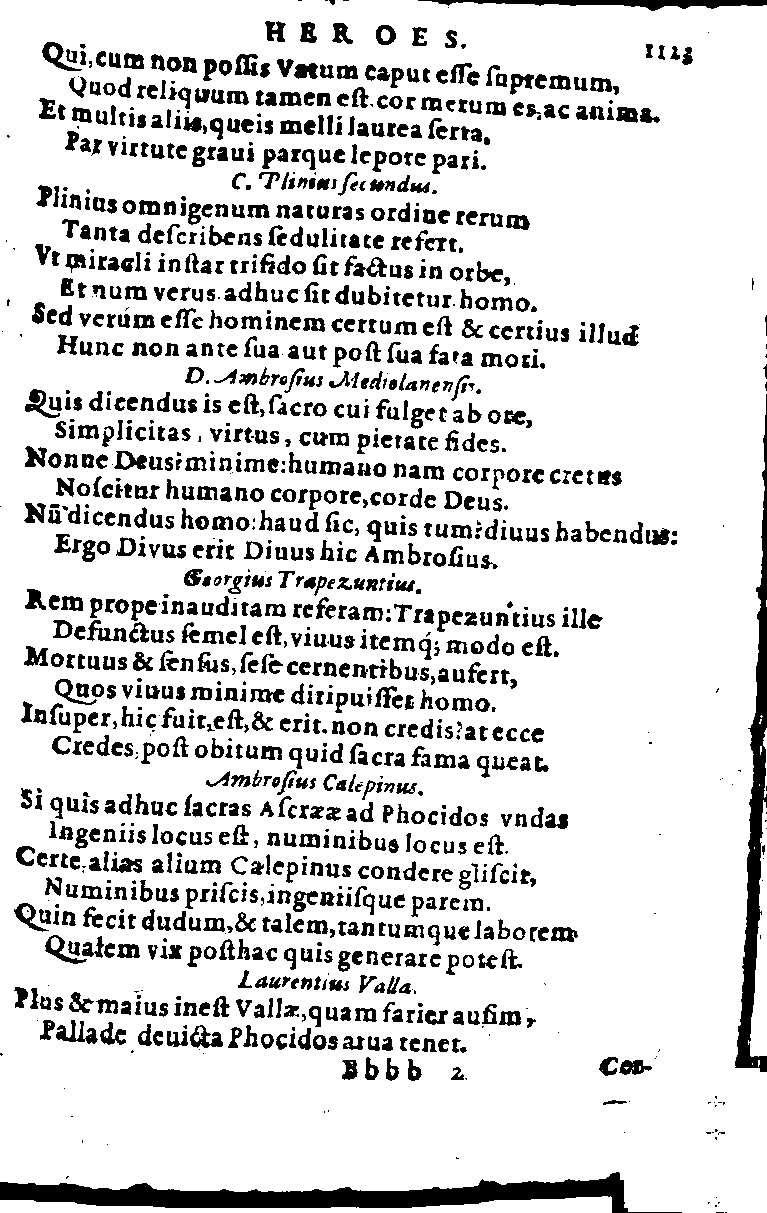 HEROES. 1123
Qui, cum non poſſis Vatum caput eſſe ſupremum,
Quod reliquum tamen eſt. cor merum es, ac anima.
Et multis aliis, queis melli laurea ſerta,
Par virtute graui parque lepore pari.
C. Plinius ſecundus.
Plinius omnigenum naturas ordine rerum
Tanta deſcribens ſedulitate refert.
Vt miracli inſtar trifido ſit factus in orbe,
Et num verus adhuc ſit dubitetur homo.
Sed verùm eſſe hominem certum eſt & certius illud
Hunc non ante ſua aut poſt ſua fata mori.
D. Ambroſius Mediolanenſis.
Quis dicendus is eſt, ſacro cui fulget ab ore,
Simplicitas, virtus, cum pietate fides.
Nonne Deus? minime: humano nam corpore cretus
Noſcitur humano corpore, corde Deus.
Nū dicendus homo: haud ſic, quis tum? diuus habendus:
Ergo Divus erit Diuus hic Ambroſius.
Georgius Trapezuntius.
Rem prope inauditam referam: Trapezuntius ille
Defunctus ſemel eſt, viuus itemq́; modo eſt.
Mortuus & ſenſus, ſeſe cernentibus, aufert,
Quos viuus minime diripuiſſet homo.
Inſuper, hic fuit, eſt, & erit. non credis? at ecce
Credes, poſt obitum quid ſacra fama queat.
Ambroſius Calepinus.
Si quis adhuc ſacras Aſcrææ ad Phocidos vndas
Ingeniis locus eſt, numinibus locus eſt.
Certe alias alium Calepinus condere gliſcit,
Numinibus priſcis, ingeniiſque parem.
Quin fecit dudum, & talem, tantumque laborem
Qualem vix poſthac quis generare poteſt.
Laurentius Valla.
Plus & maius ineſt Vallæ, quam farier auſim,
Pallade deuicta Phocidos arua tenet.
Bbbb 2 Con-